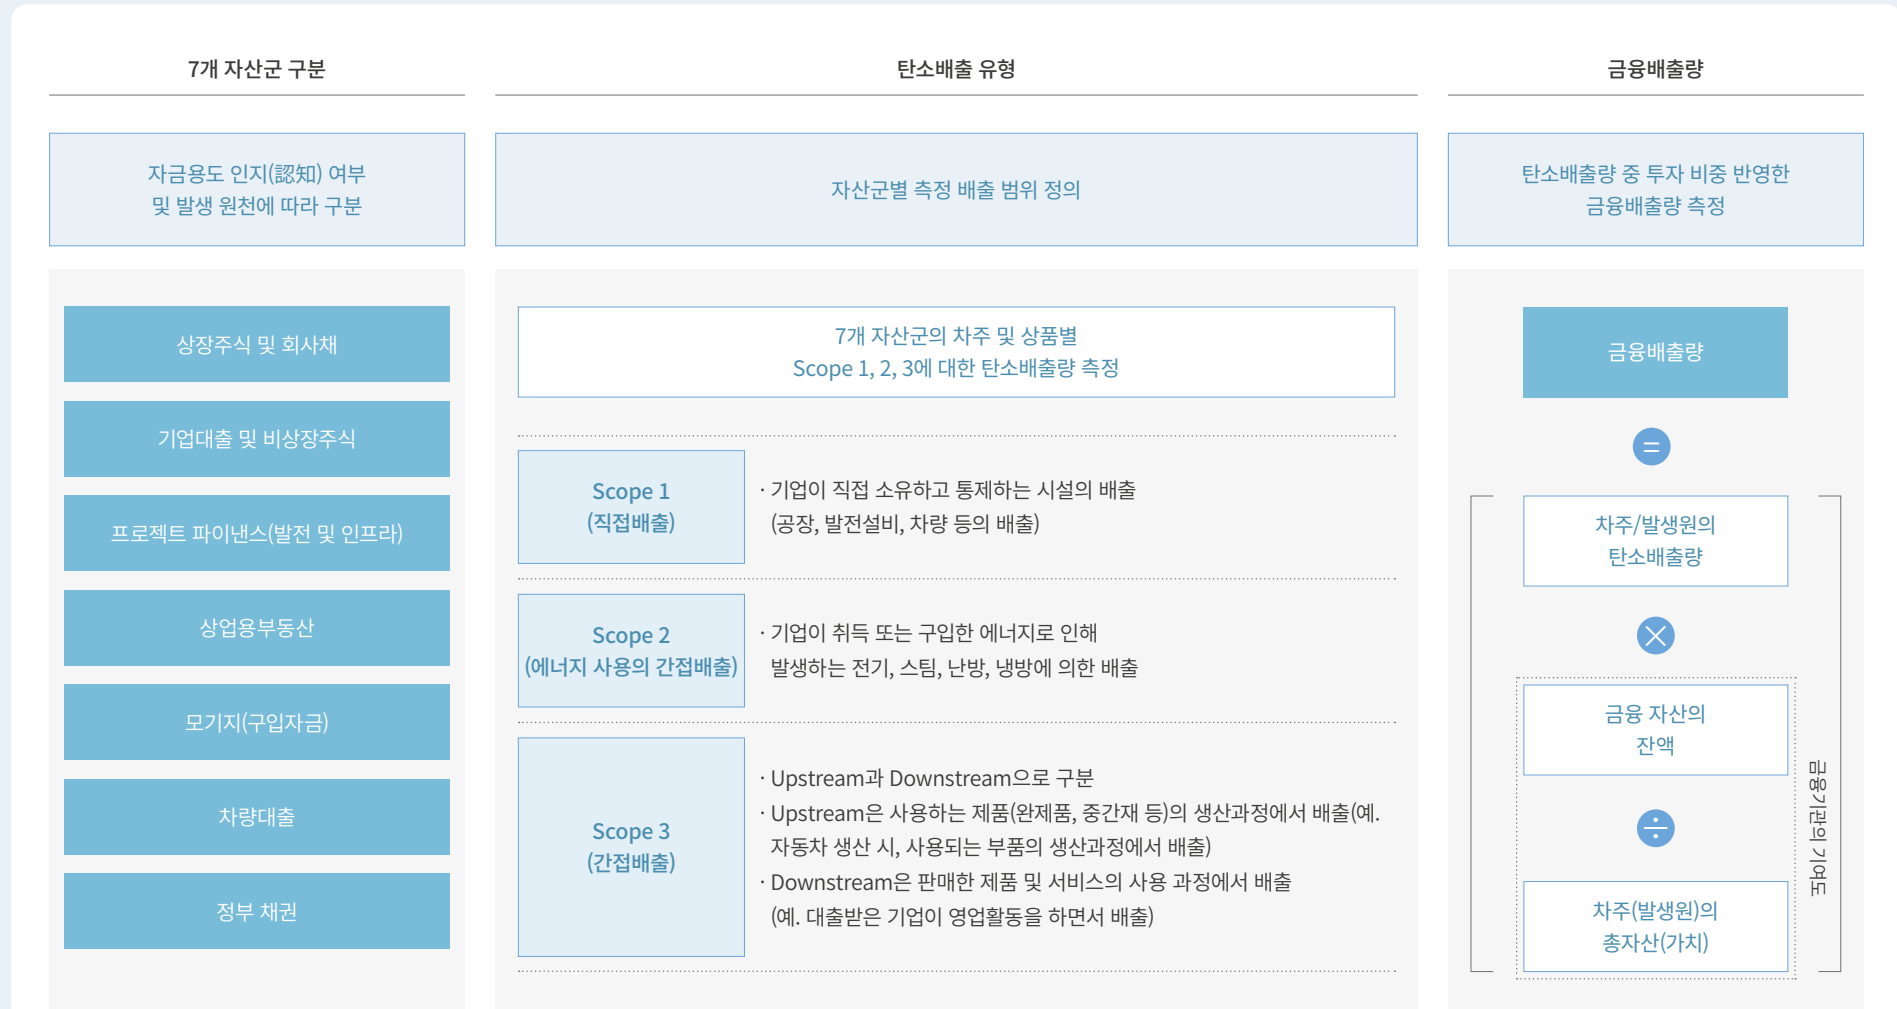 7개 자산군 구분
자금용도 인지(認知) 여부
및 발생 원천에 따라 구분
상장주식 및 회사채
기업대출 및 비상장주식
프로젝트 파이낸스(발전 및 인프라)
상업용부동산
모기지(구입자금)
차량대출
정부 채권
탄소배출 유형
자산군별 측정 배출 범위 정의
7개 자산군의 차주 및 상품별
Scope 1, 2, 3에 대한 탄소배출량 측정
Scope 1
(직접배출)
· 기업이 직접 소유하고 통제하는 시설의 배출
(공장, 발전설비, 차량 등의 배출)
Scope 2
(에너지 사용의 간접배출)
· 기업이 취득 또는 구입한 에너지로 인해
발생하는 전기, 스팀, 난방, 냉방에 의한 배출
Scope 3
(간접배출)
· Upstream과 Downstream으로 구분
· Upstream은 사용하는 제품(완제품, 중간재 등)의 생산과정에서 배출(예.
자동차 생산 시, 사용되는 부품의 생산과정에서 배출)
· Downstream은 판매한 제품 및 서비스의 사용 과정에서 배출
(예. 대출받은 기업이 영업활동을 하면서 배출)
금융배출량
탄소배출량 중 투자 비중 반영한
금융배출량 측정
금융배출량
=
차주/발생원의
탄소배출량
×
금융 자산의
잔액
÷
차주(발생원)의
총자산(가치)
금융기관의 기여도